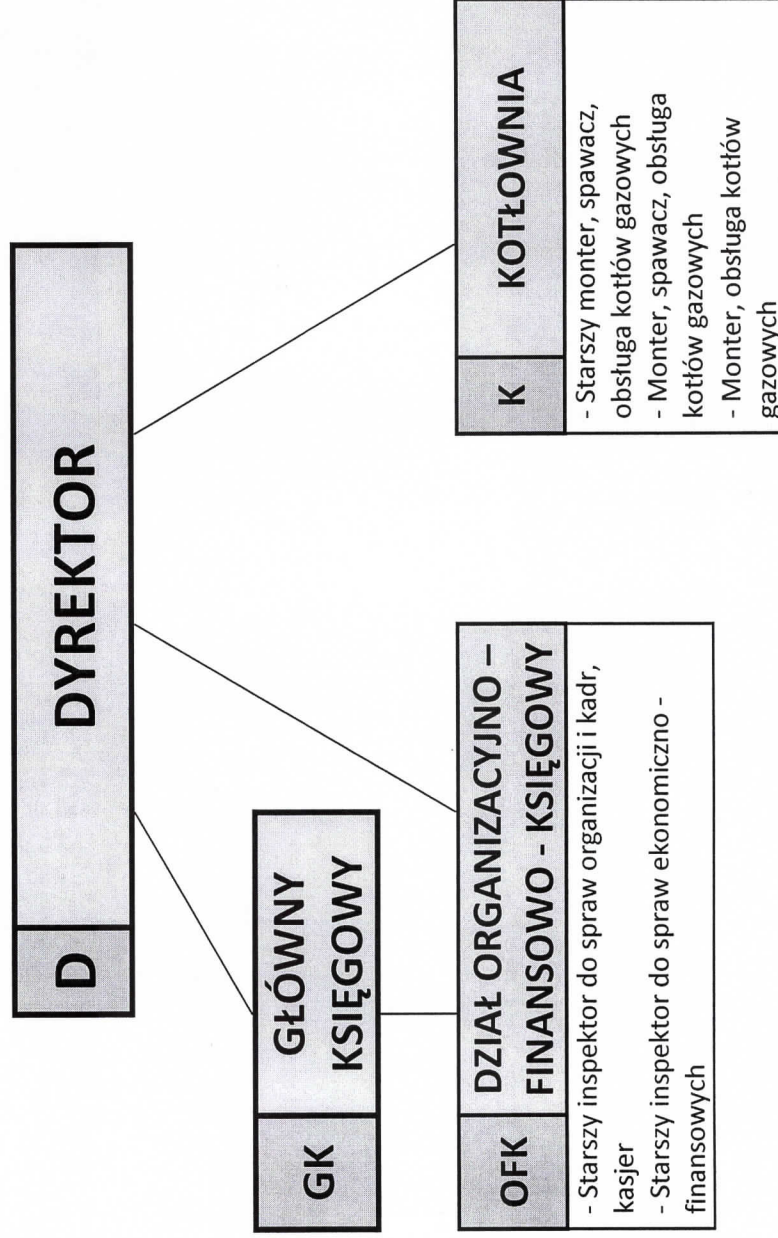 D
DYREKTOR
GK
GŁÓWNY
KSIĘGOWY
OFK
DZIAŁ ORGANIZACYJNO –
FINANSOWO - KSIĘGOWY
- Starszy inspektor do spraw organizacji i kadr,
kasjer
- Starszy inspektor do spraw ekonomiczno -
finansowych
K
KOTŁOWNIA
- Starszy monter, spawacz,
obsługa kotłów gazowych
- Monter, spawacz, obsługa
kotłów gazowych
- Monter, obsługa kotłów
gazowych